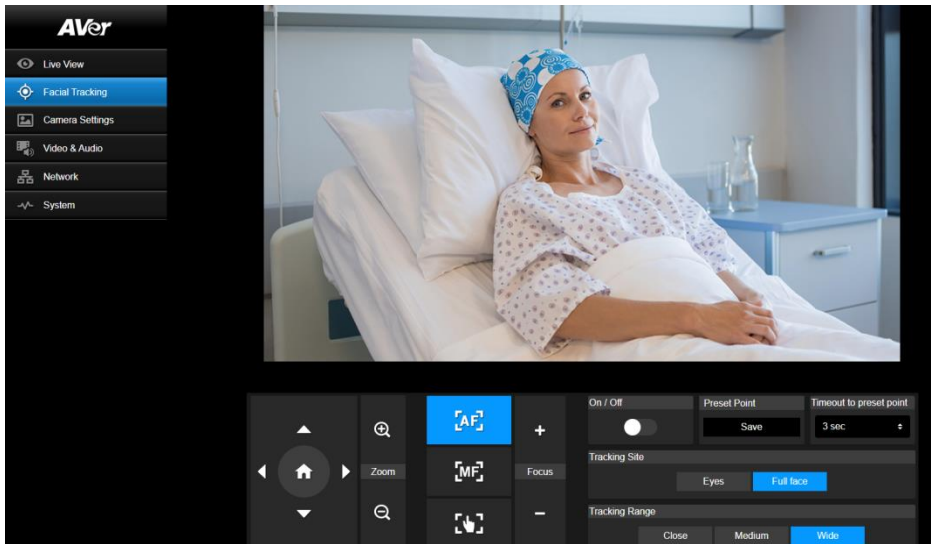 AVer
Live View
Facial Tracking
Camera Settings
Video & Audio
Network
System
AF
MF
Zoom
Focus
On / Off
Preset Point
Timeout to preset point
Save
3 sec
Tracking Site
Eyes
Full face
Tracking Range
Close
Medium
Wide